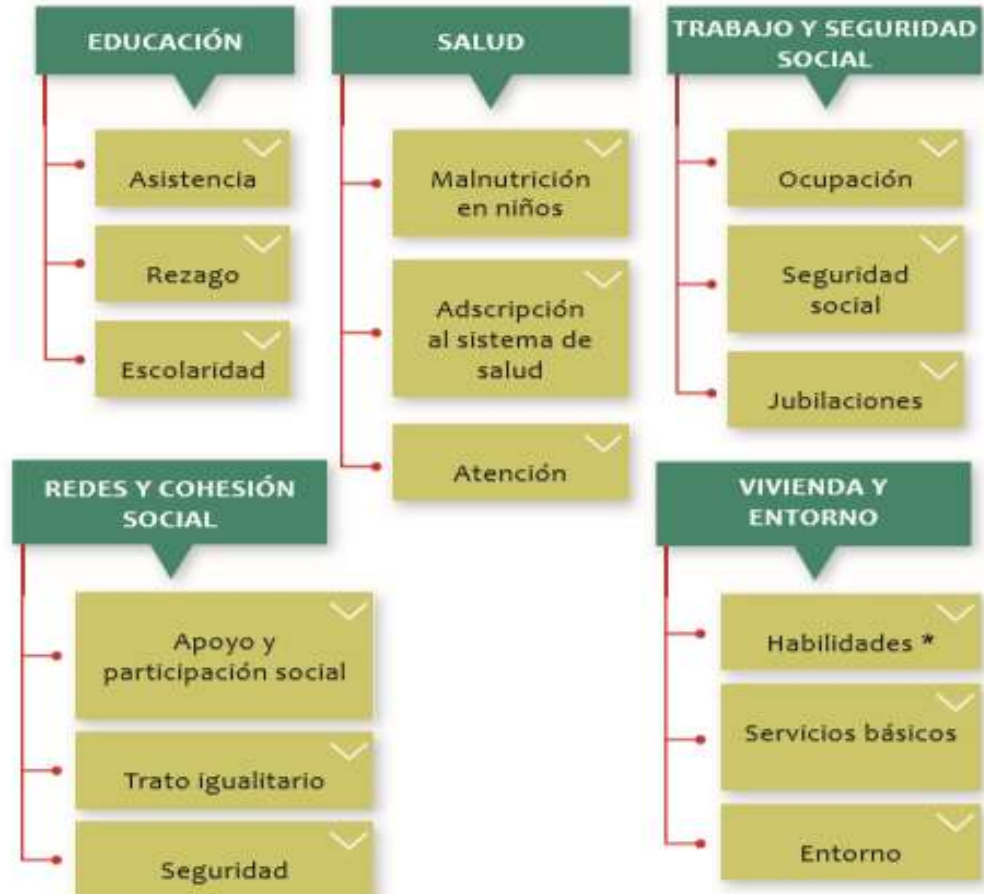 EDUCACIÓN
Asistencia
Rezago
Escolaridad
SALUD
Malnutrición
en niños
Adscripción
al sistema de
salud
Atención
TRABAJO Y SEGURIDAD
SOCIAL
Ocupación
Seguridad
social
Jubilaciones
REDES Y COHESIÓN
SOCIAL
Apoyo y
participación social
Trato igualitario
Seguridad
VIVIENDA Y
ENTORNO
Habilidades *
Servicios básicos
Entorno